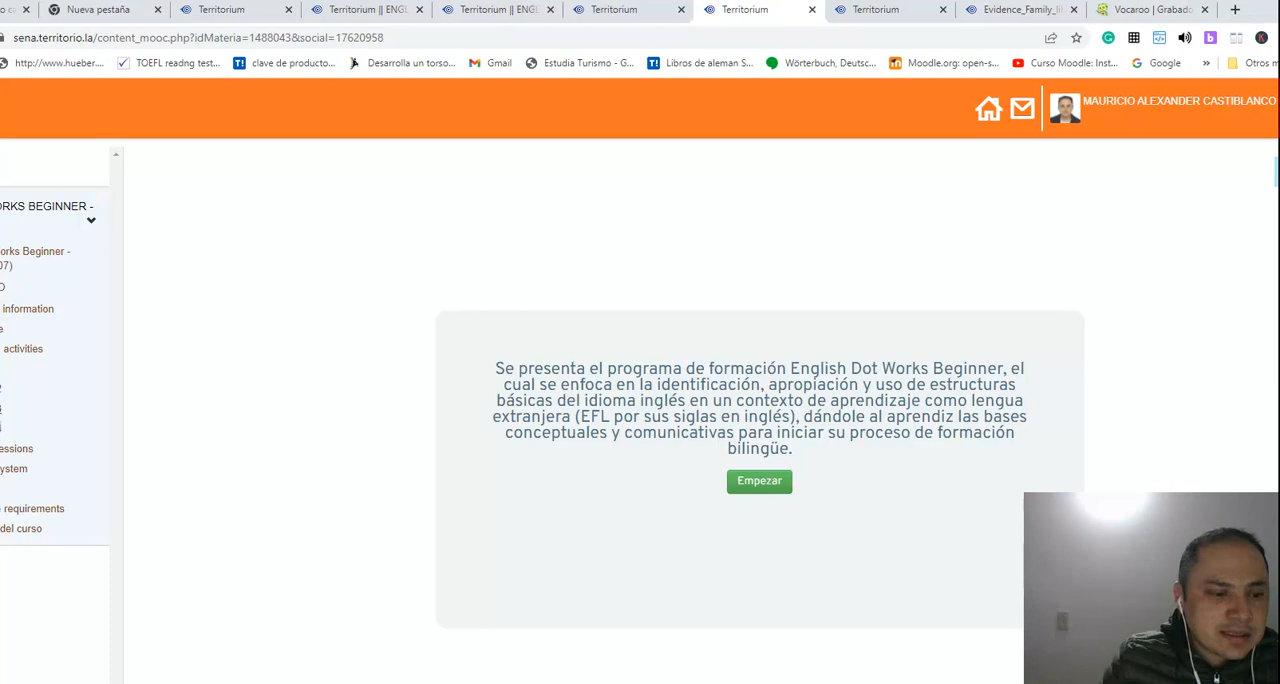 Nueva pestaña
Territorium
Territorium || ENGL
Territorium || ENGL
Territorium
Territorium
Territorium
Evidence_Family_li
Vocaroo | Grabado
sena.territorio.la/content_mooc.php?idMateria=1488043&social=17620958
http://www.hueber....
TOEFL readng test...
clave de producto...
Desarrolla un torso...
Gmail
Estudia Turismo - G...
Libros de aleman S...
Wörterbuch, Deutsc...
Moodle.org: open-s...
Curso Moodle: Inst...
Google
»
Otros m
MAURICIO ALEXANDER CASTIBLANCO
ORKS BEGINNER -
orks Beginner -
07)
information
activities
essions
ystem
requirements
del curso
Se presenta el programa de formación English Dot Works Beginner, el
cual se enfoca en la identificación, apropiación y uso de estructuras
básicas del idioma inglés en un contexto de aprendizaje como lengua
extranjera (EFL por sus siglas en inglés), dándole al aprendiz las bases
conceptuales y comunicativas para iniciar su proceso de formación
bilingüe.
Empezar